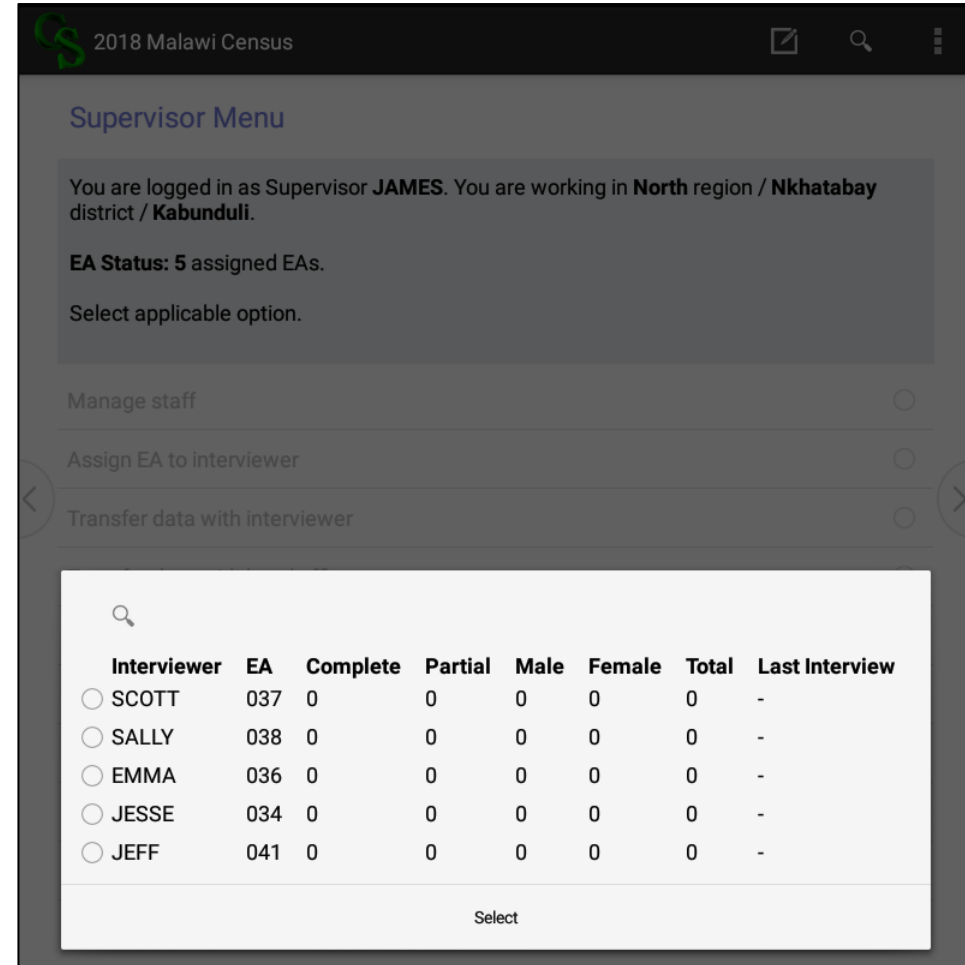 CS 2018 Malawi Census
Supervisor Menu
You are logged in as Supervisor JAMES. You are working in North region / Nkhatabay
district / Kabunduli.
EA Status: 5 assigned EAs.
Select applicable option.
Manage staff
Assign EA to interviewer
Transfer data with interviewer
Interviewer EA Complete Partial Male Female Total Last Interview
SCOTT 037 0 0 0 0 0 -
SALLY 038 0 0 0 0 0 -
EMMA 036 0 0 0 0 0 -
JESSE 034 0 0 0 0 0 -
JEFF 041 0 0 0 0 0 -
Select